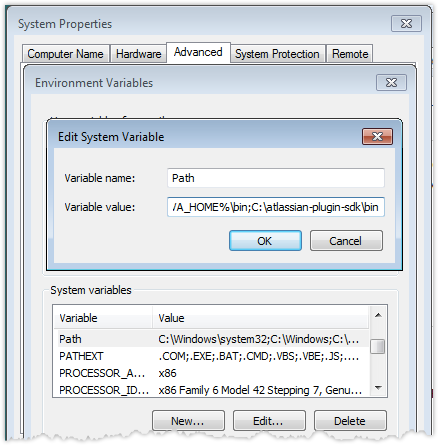 System Properties
Computer Name Hardware Advanced System Protection Remote
Environment Variables
Edit System Variable
Variable name: Path
Variable value: /A_HOME%\bin;C:\atlassian-plugin-sdk\bin
OK Cancel
System variables
Variable Value
Path C:\Windows\system32;C:\Windows;C:\...
PATHEXT .COM;.EXE;.BAT;.CMD;.VBS;.VBE;.JS;....
PROCESSOR_A... x86
PROCESSOR_ID... x86 Family 6 Model 42 Stepping 7, Genu...
New... Edit... Delete